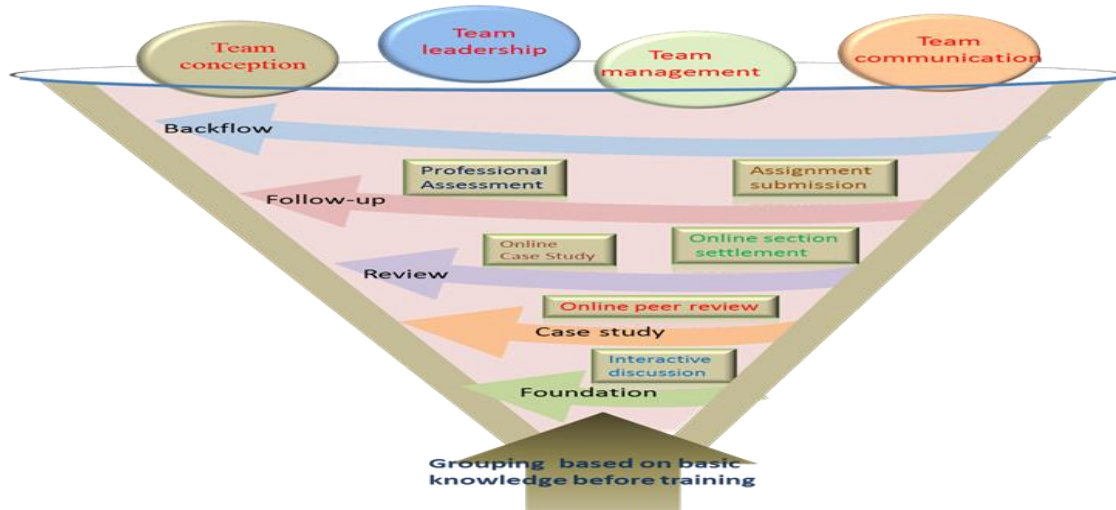 Team
conception
Team
leadership
Team
management
Team
communication
Backflow
Professional
Assessment
Assignment
submission
Follow-up
Online
Case Study
Online section
settlement
Review
Online peer review
Case study
Interactive
discussion
Foundation
Grouping based on basic
knowledge before training